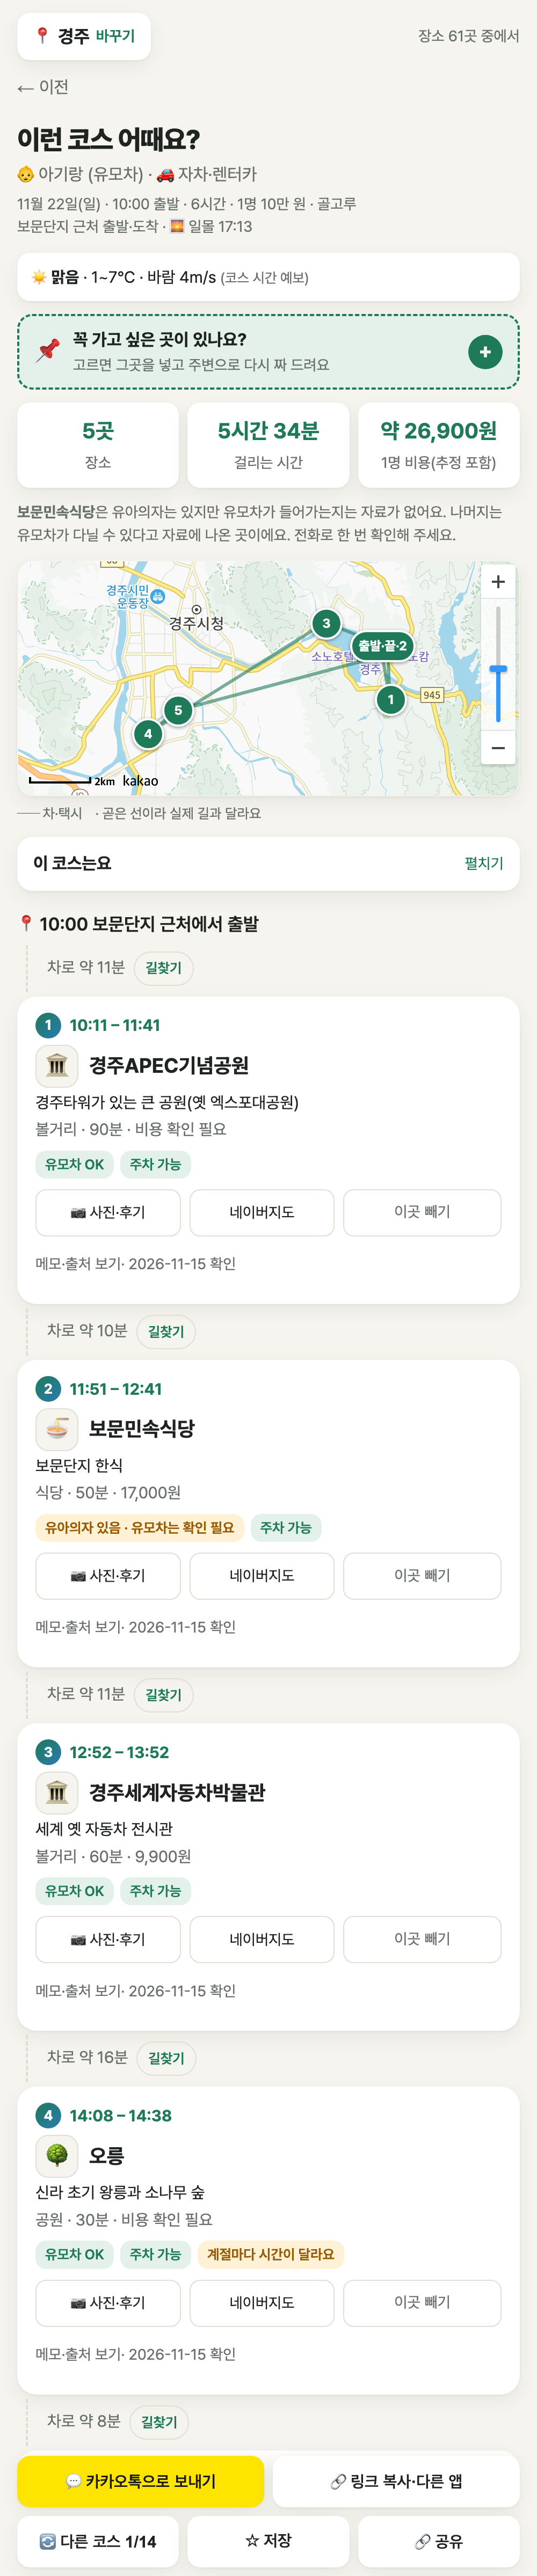 📍 경주 바꾸기
장소 61곳 중에서
← 이전
이런 코스 어때요?
👶 아기랑 (유모차) · 🚗 자차·렌터카
11월 22일(일) · 10:00 출발 · 6시간 · 1명 10만 원 · 골고루
보문단지 근처 출발·도착 · 🌅 일몰 17:13
☀️ 맑음 · 1~7°C · 바람 4m/s (코스 시간 예보)
📌 꼭 가고 싶은 곳이 있나요?
고르면 그곳을 넣고 주변으로 다시 짜 드려요
+
5곳
장소
5시간 34분
걸리는 시간
약 26,900원
1명 비용(추정 포함)
보문민속식당은 유아의자는 있지만 유모차가 들어가는지는 자료가 없어요. 나머지는
유모차가 다닐 수 있다고 자료에 나온 곳이에요. 전화로 한 번 확인해 주세요.
경주시민
운동장
경주시청
3
출발·끝·2
소노호텔
경주
1
945
5
4
+
−
2km kakao
차·택시 · 곧은 선이라 실제 길과 달라요
이 코스는요 펼치기
📍 10:00 보문단지 근처에서 출발
차로 약 11분 길찾기
1 10:11 – 11:41
🏛️ 경주APEC기념공원
경주타워가 있는 큰 공원(옛 엑스포대공원)
볼거리 · 90분 · 비용 확인 필요
유모차 OK 주차 가능
📷 사진·후기 네이버지도 이곳 빼기
메모·출처 보기· 2026-11-15 확인
차로 약 10분 길찾기
2 11:51 – 12:41
🍜 보문민속식당
보문단지 한식
식당 · 50분 · 17,000원
유아의자 있음 · 유모차는 확인 필요 주차 가능
📷 사진·후기 네이버지도 이곳 빼기
메모·출처 보기· 2026-11-15 확인
차로 약 11분 길찾기
3 12:52 – 13:52
🏛️ 경주세계자동차박물관
세계 옛 자동차 전시관
볼거리 · 60분 · 9,900원
유모차 OK 주차 가능
📷 사진·후기 네이버지도 이곳 빼기
메모·출처 보기· 2026-11-15 확인
차로 약 16분 길찾기
4 14:08 – 14:38
🌳 오릉
신라 초기 왕릉과 소나무 숲
공원 · 30분 · 비용 확인 필요
유모차 OK 주차 가능 계절마다 시간이 달라요
📷 사진·후기 네이버지도 이곳 빼기
메모·출처 보기· 2026-11-15 확인
차로 약 8분 길찾기
💬 카카오톡으로 보내기
🔗 링크 복사·다른 앱
🔄 다른 코스 1/14
☆ 저장
🔗 공유